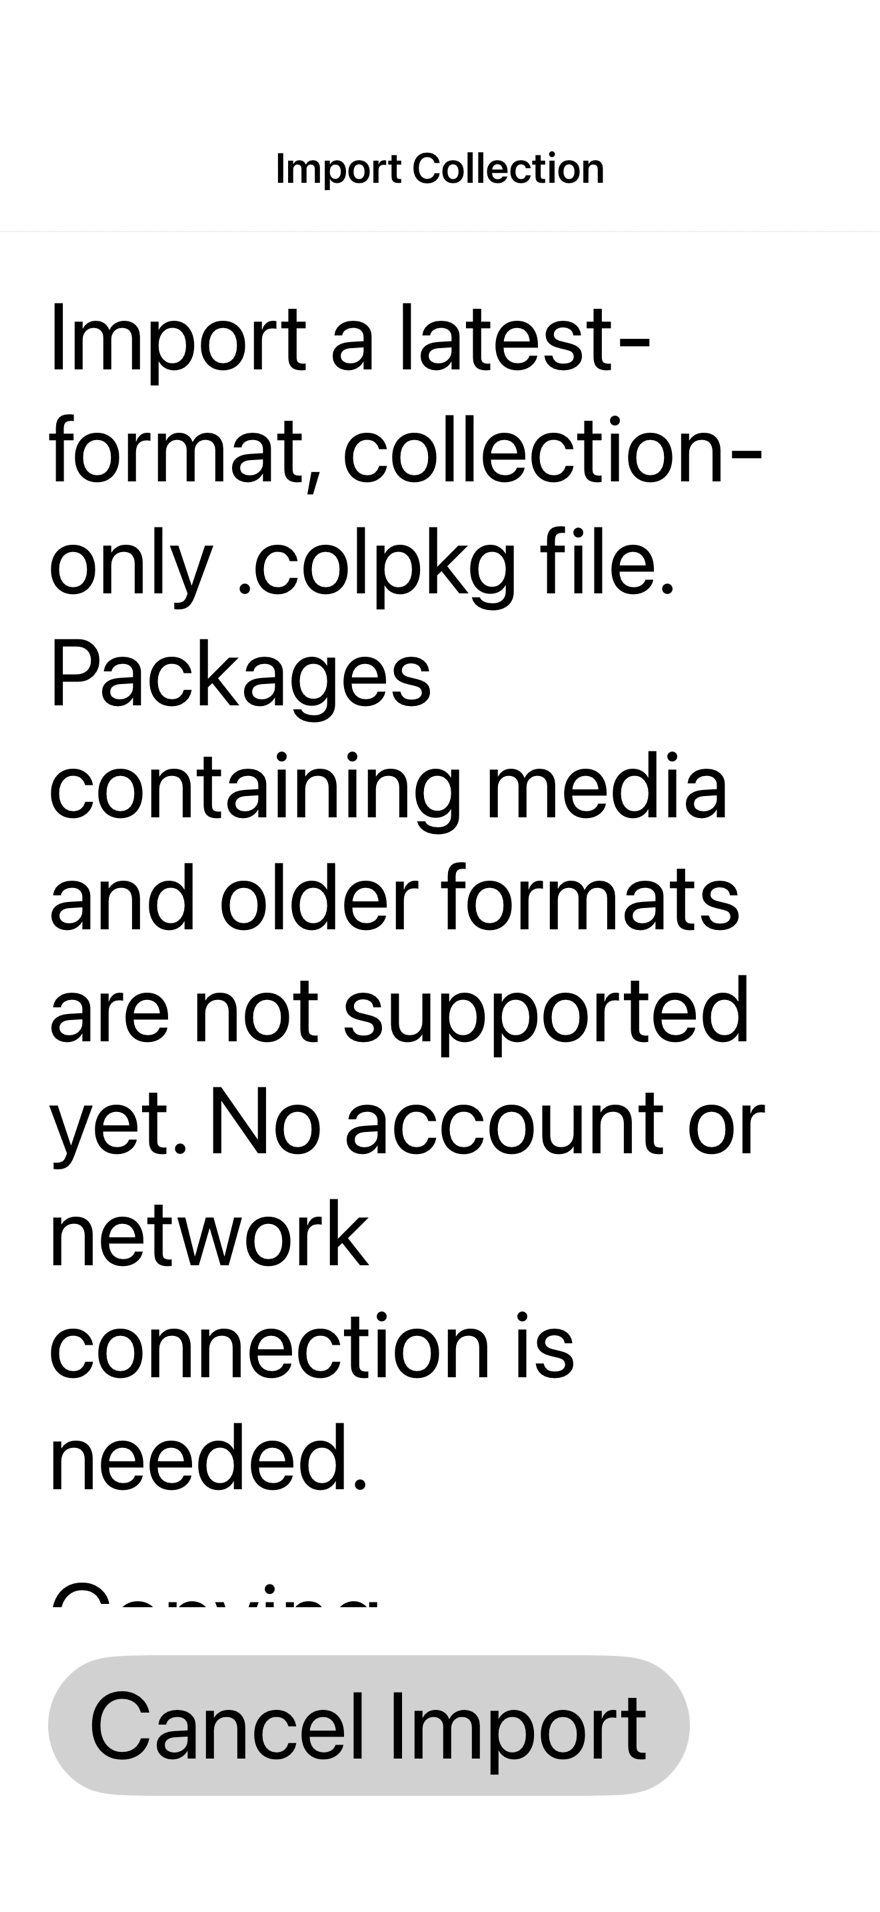 Import Collection
Import a latest-
format, collection-
only .colpkg file.
Packages
containing media
and older formats
are not supported
yet. No account or
network
connection is
needed.
Copying
Cancel Import